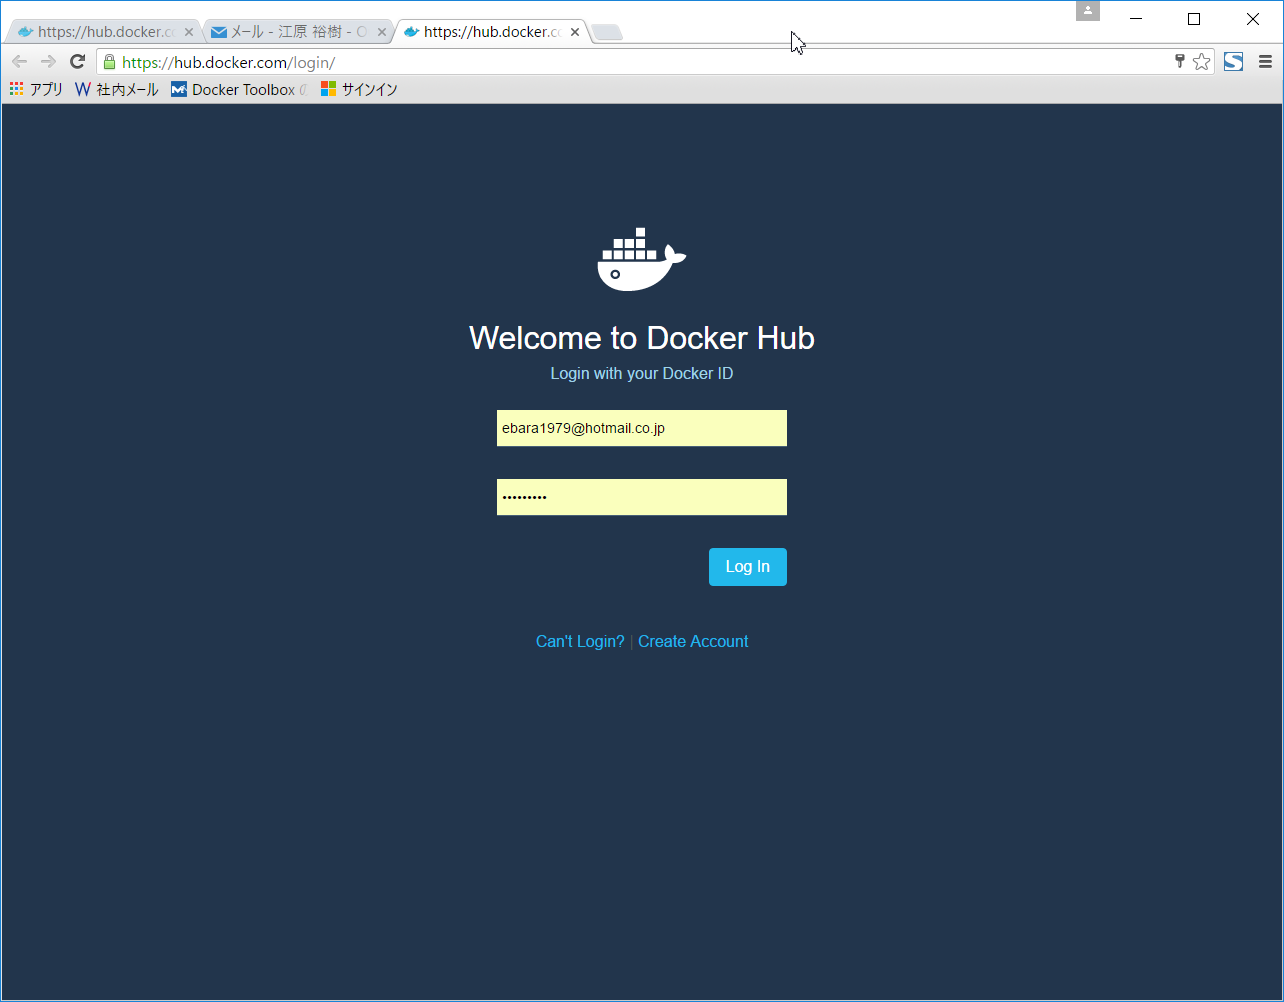 https://hub.docker.c
メール - 江原 裕樹 - O
https://hub.docker.c
https://hub.docker.com/login/
アプリ
社内メール
Docker Toolbox の
サインイン
Welcome to Docker Hub
Login with your Docker ID
ebara1979@hotmail.co.jp
•••••••••
Log In
Can't Login? | Create Account